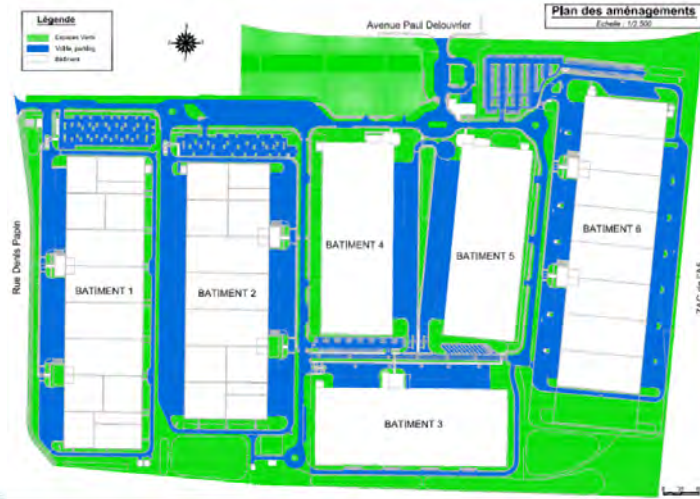 Légende
Espaces Verts
Voirie, parking
Bâtiment
Avenue Paul Delouvrier
Plan des aménagements
Echelle : 1/2 500
Rue Denis Papin
BATIMENT 1
BATIMENT 2
BATIMENT 4
BATIMENT 5
BATIMENT 6
BATIMENT 3